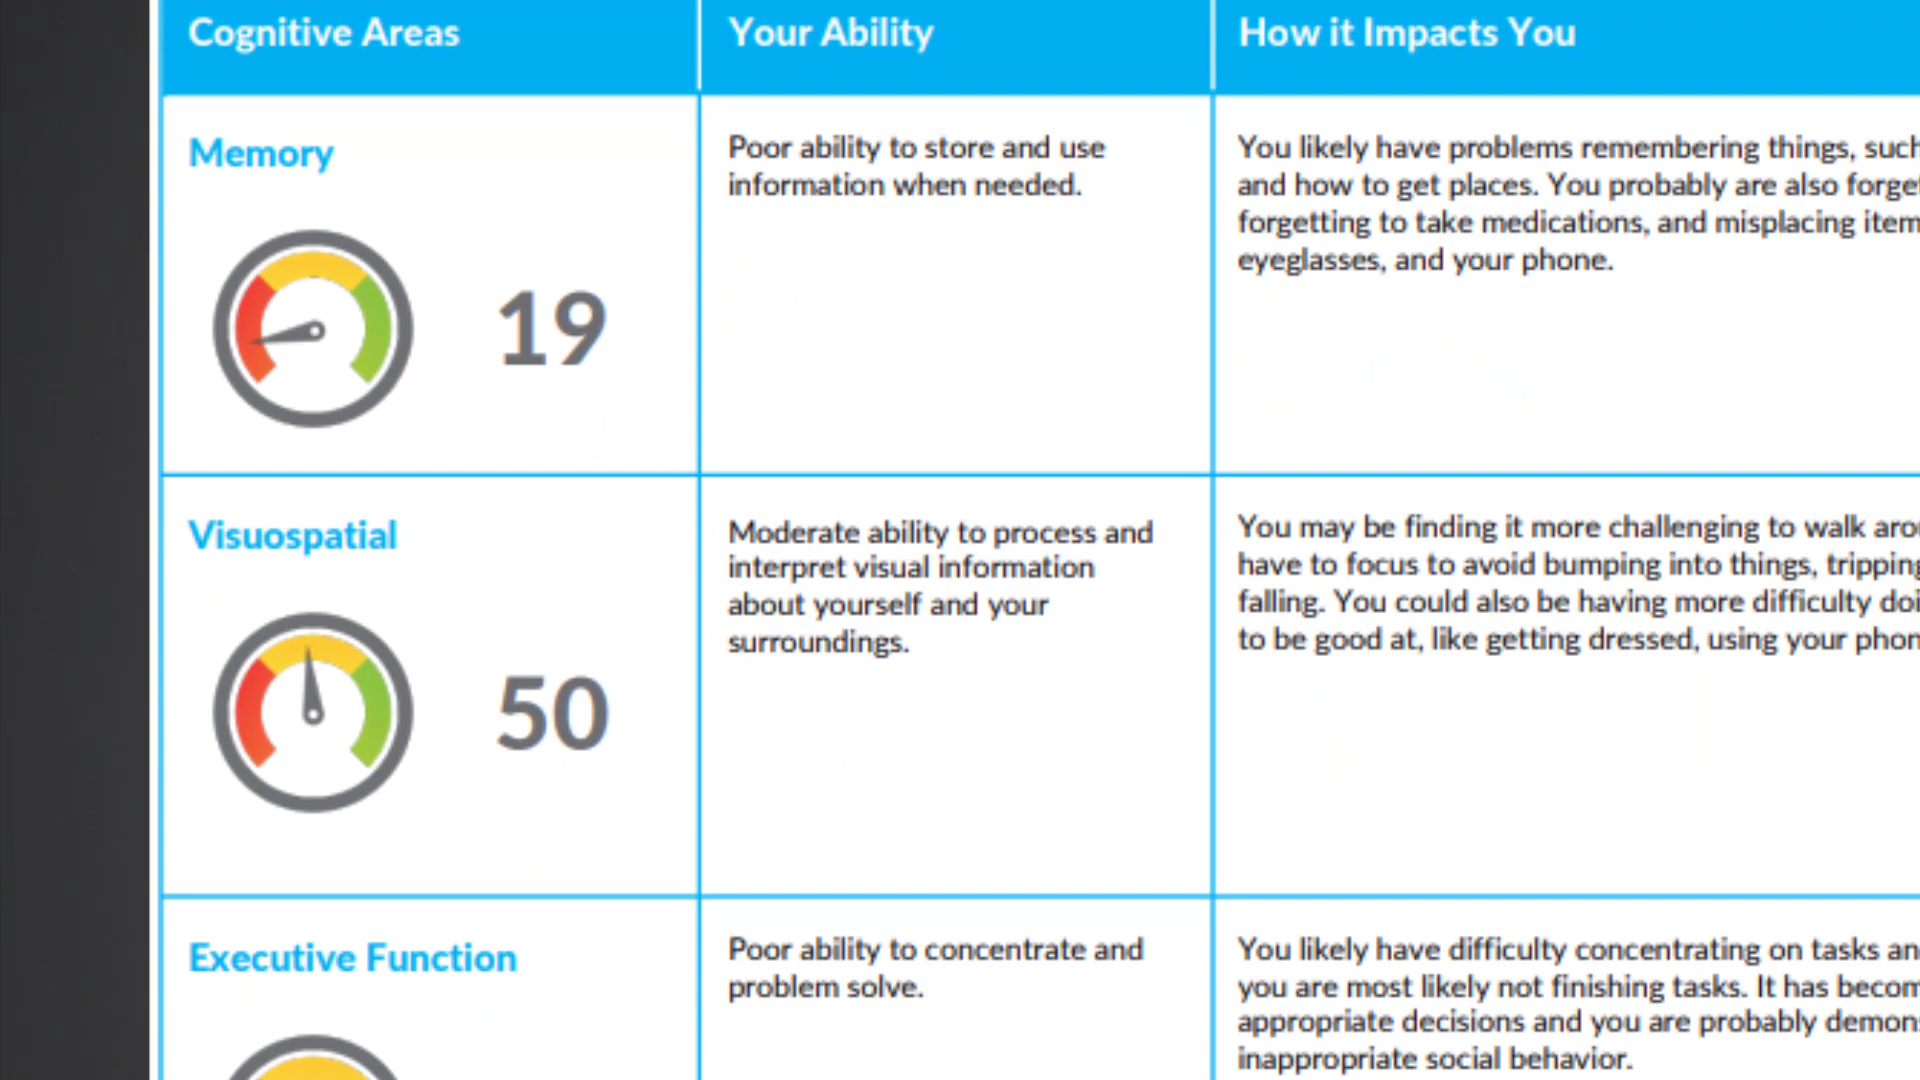 Cognitive Areas
Your Ability
How it Impacts You
Memory
19
Poor ability to store and use
information when needed.
You likely have problems remembering things, such
and how to get places. You probably are also
forgetting to take medications, and misplacing
eyeglasses, and your phone.
Visuospatial
50
Moderate ability to process and
interpret visual information
about yourself and your
surroundings.
You may be finding it more challenging to walk
have to focus to avoid bumping into things, tripping
falling. You could also be having more difficulty
to be good at, like getting dressed, using your
Executive Function
Poor ability to concentrate and
problem solve.
You likely have difficulty concentrating on tasks
you are most likely not finishing tasks. It has
appropriate decisions and you are probably
inappropriate social behavior.